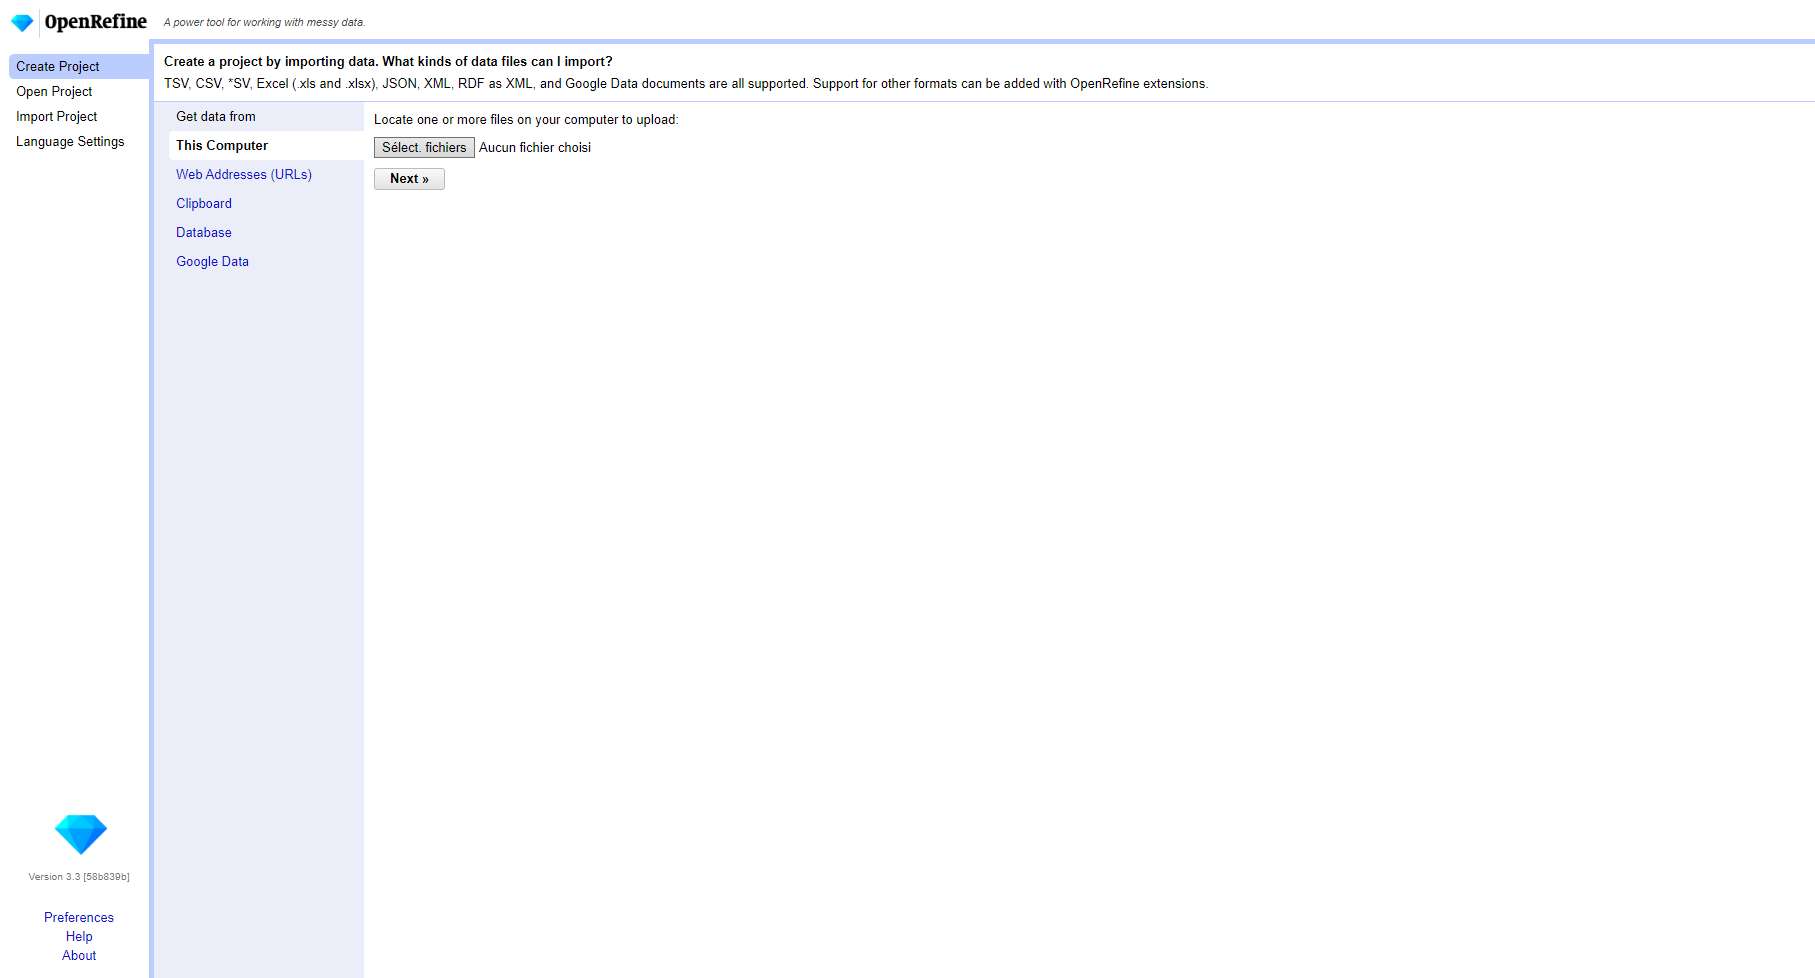 OpenRefine A power tool for working with messy data.
Create Project
Open Project
Import Project
Language Settings
Create a project by importing data. What kinds of data files can I import?
TSV, CSV, *SV, Excel (.xls and .xlsx), JSON, XML, RDF as XML, and Google Data documents are all supported. Support for other formats can be added with OpenRefine extensions.
Get data from
This Computer
Web Addresses (URLs)
Clipboard
Database
Google Data
Locate one or more files on your computer to upload:
Sélect. fichiers Aucun fichier choisi
Next »
Version 3.3 [58b839b]
Preferences
Help
About